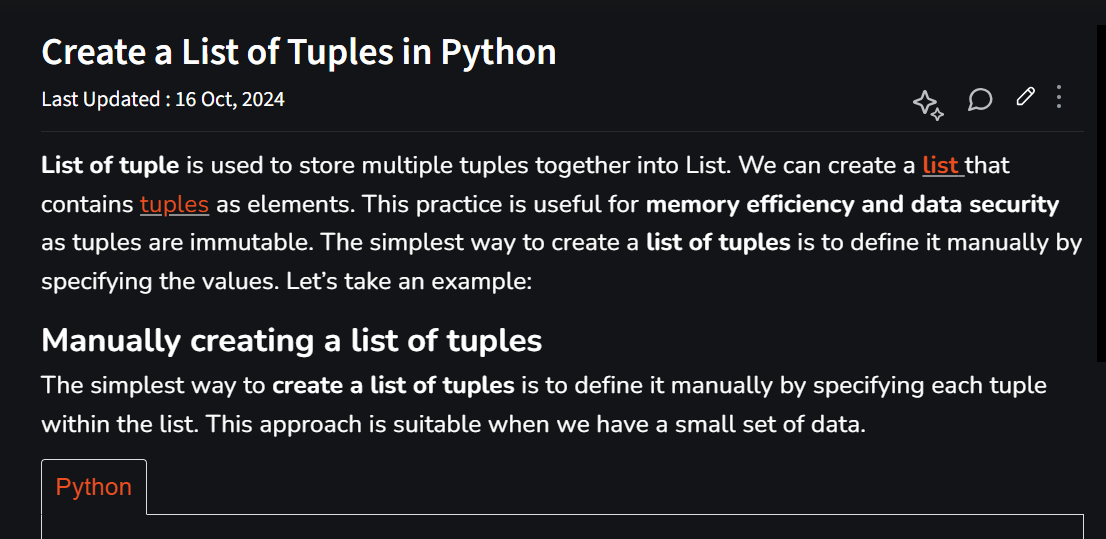 Create a List of Tuples in Python
Last Updated : 16 Oct, 2024
List of tuple is used to store multiple tuples together into List. We can create a list that
contains tuples as elements. This practice is useful for memory efficiency and data security
as tuples are immutable. The simplest way to create a list of tuples is to define it manually by
specifying the values. Let’s take an example:
Manually creating a list of tuples
The simplest way to create a list of tuples is to define it manually by specifying each tuple
within the list. This approach is suitable when we have a small set of data.
Python